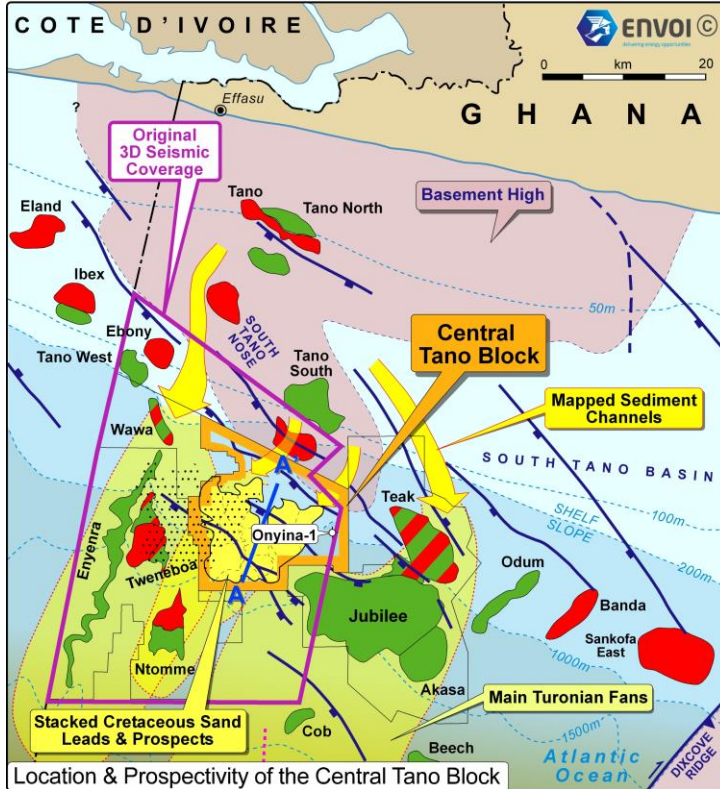 COTE D'IVOIRE
ENVOI ©
delivering energy opportunities
0 km 20
Effasu
GHANA
?
Original
3D Seismic
Coverage
Basement High
Eland
Tano
Tano North
Ibex
50m
Ebony
SOUTH
TANO
NOSE
Central
Tano Block
Tano West
Tano
South
Mapped Sediment
Channels
Wawa
SOUTH TANO BASIN
A
Teak
100m
SHELF
SLOPE
200m
Onyina-1
Enyenra
Tweneboa
Odum
A'
Jubilee
Banda
Sankofa
East
Ntomme
1000m
Akasa
Stacked Cretaceous Sand
Leads & Prospects
Main Turonian Fans
Cob
1500m
Beech
Atlantic
Ocean
DIXCOVE
RIDGE
Location & Prospectivity of the Central Tano Block